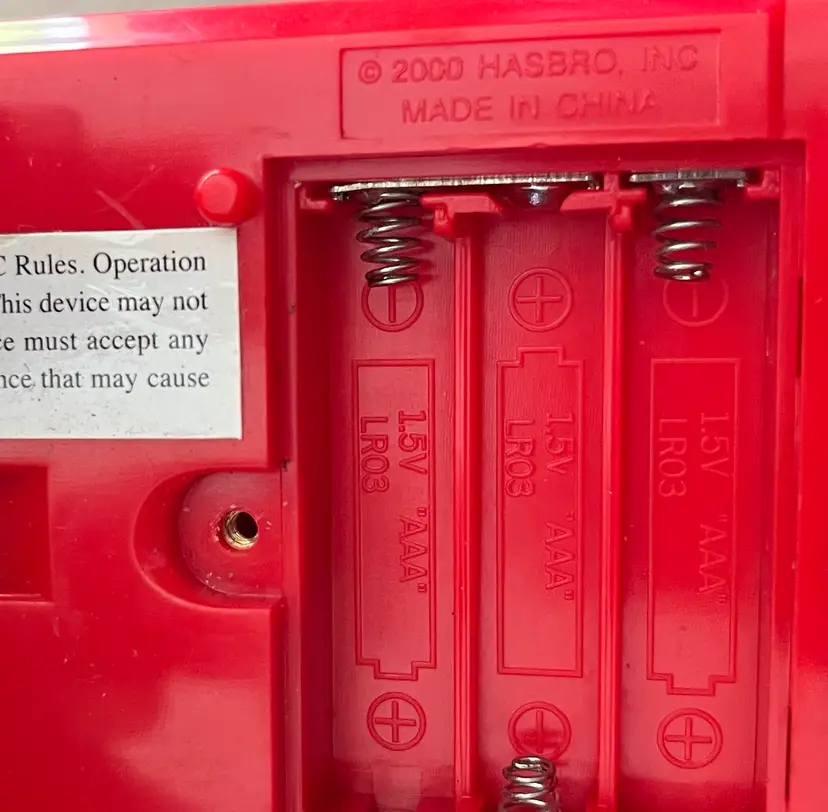 © 2000 HASBRO, INC
MADE IN CHINA
C Rules. Operation
This device may not
ce must accept any
nce that may cause
1.5V "AAA"
LR03
1.5V "AAA"
LR03
1.5V "AAA"
LR03